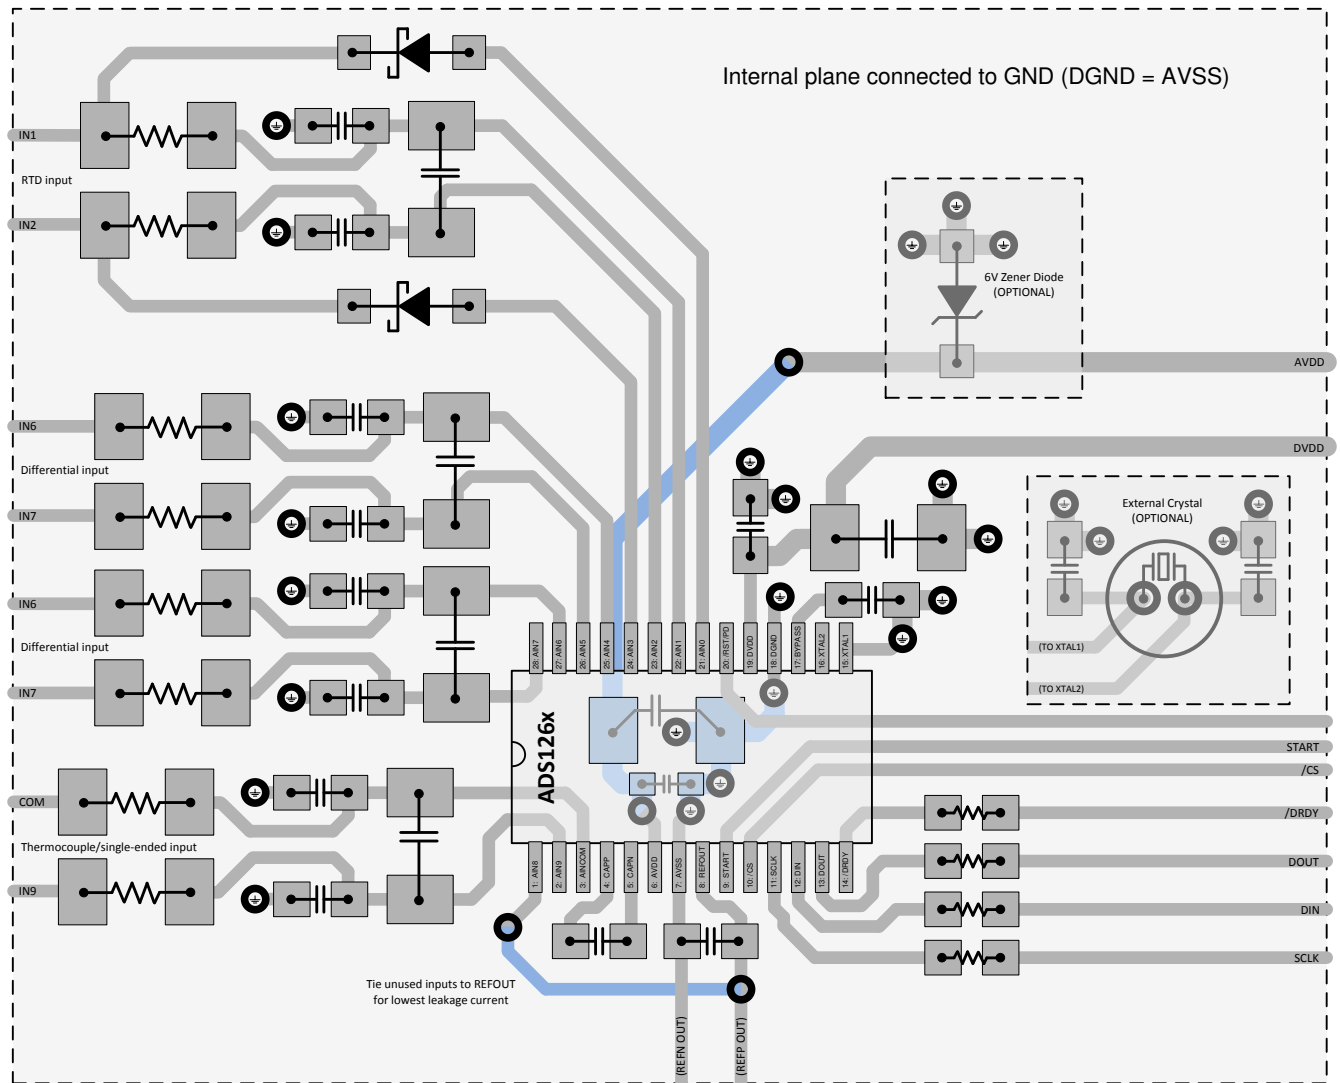 Internal plane connected to GND (DGND = AVSS)
IN1
RTD input
IN2
6V Zener Diode
(OPTIONAL)
AVDD
IN6
Differential input
IN7
DVDD
External Crystal
(OPTIONAL)
(TO XTAL1)
(TO XTAL2)
IN6
Differential input
IN7
28: AIN7
27: AIN6
26: AIN5
25: AIN4
24: AIN3
23: AIN2
22: AIN1
21: AIN0
20: /RST/PD
19: DVDD
18: DGND
17: BYPASS
16: XTAL2
15: XTAL1
ADS126x
START
/CS
/DRDY
DOUT
DIN
SCLK
COM
Thermocouple/single-ended input
IN9
1: AIN8
2: AIN9
3: AINCOM
4: CAPP
5: CAPN
6: AVDD
7: AVSS
8: REFOUT
9: START
10: /CS
11: SCLK
12: DIN
13: DOUT
14: /DRDY
Tie unused inputs to REFOUT
for lowest leakage current
(REFN OUT)
(REFP OUT)